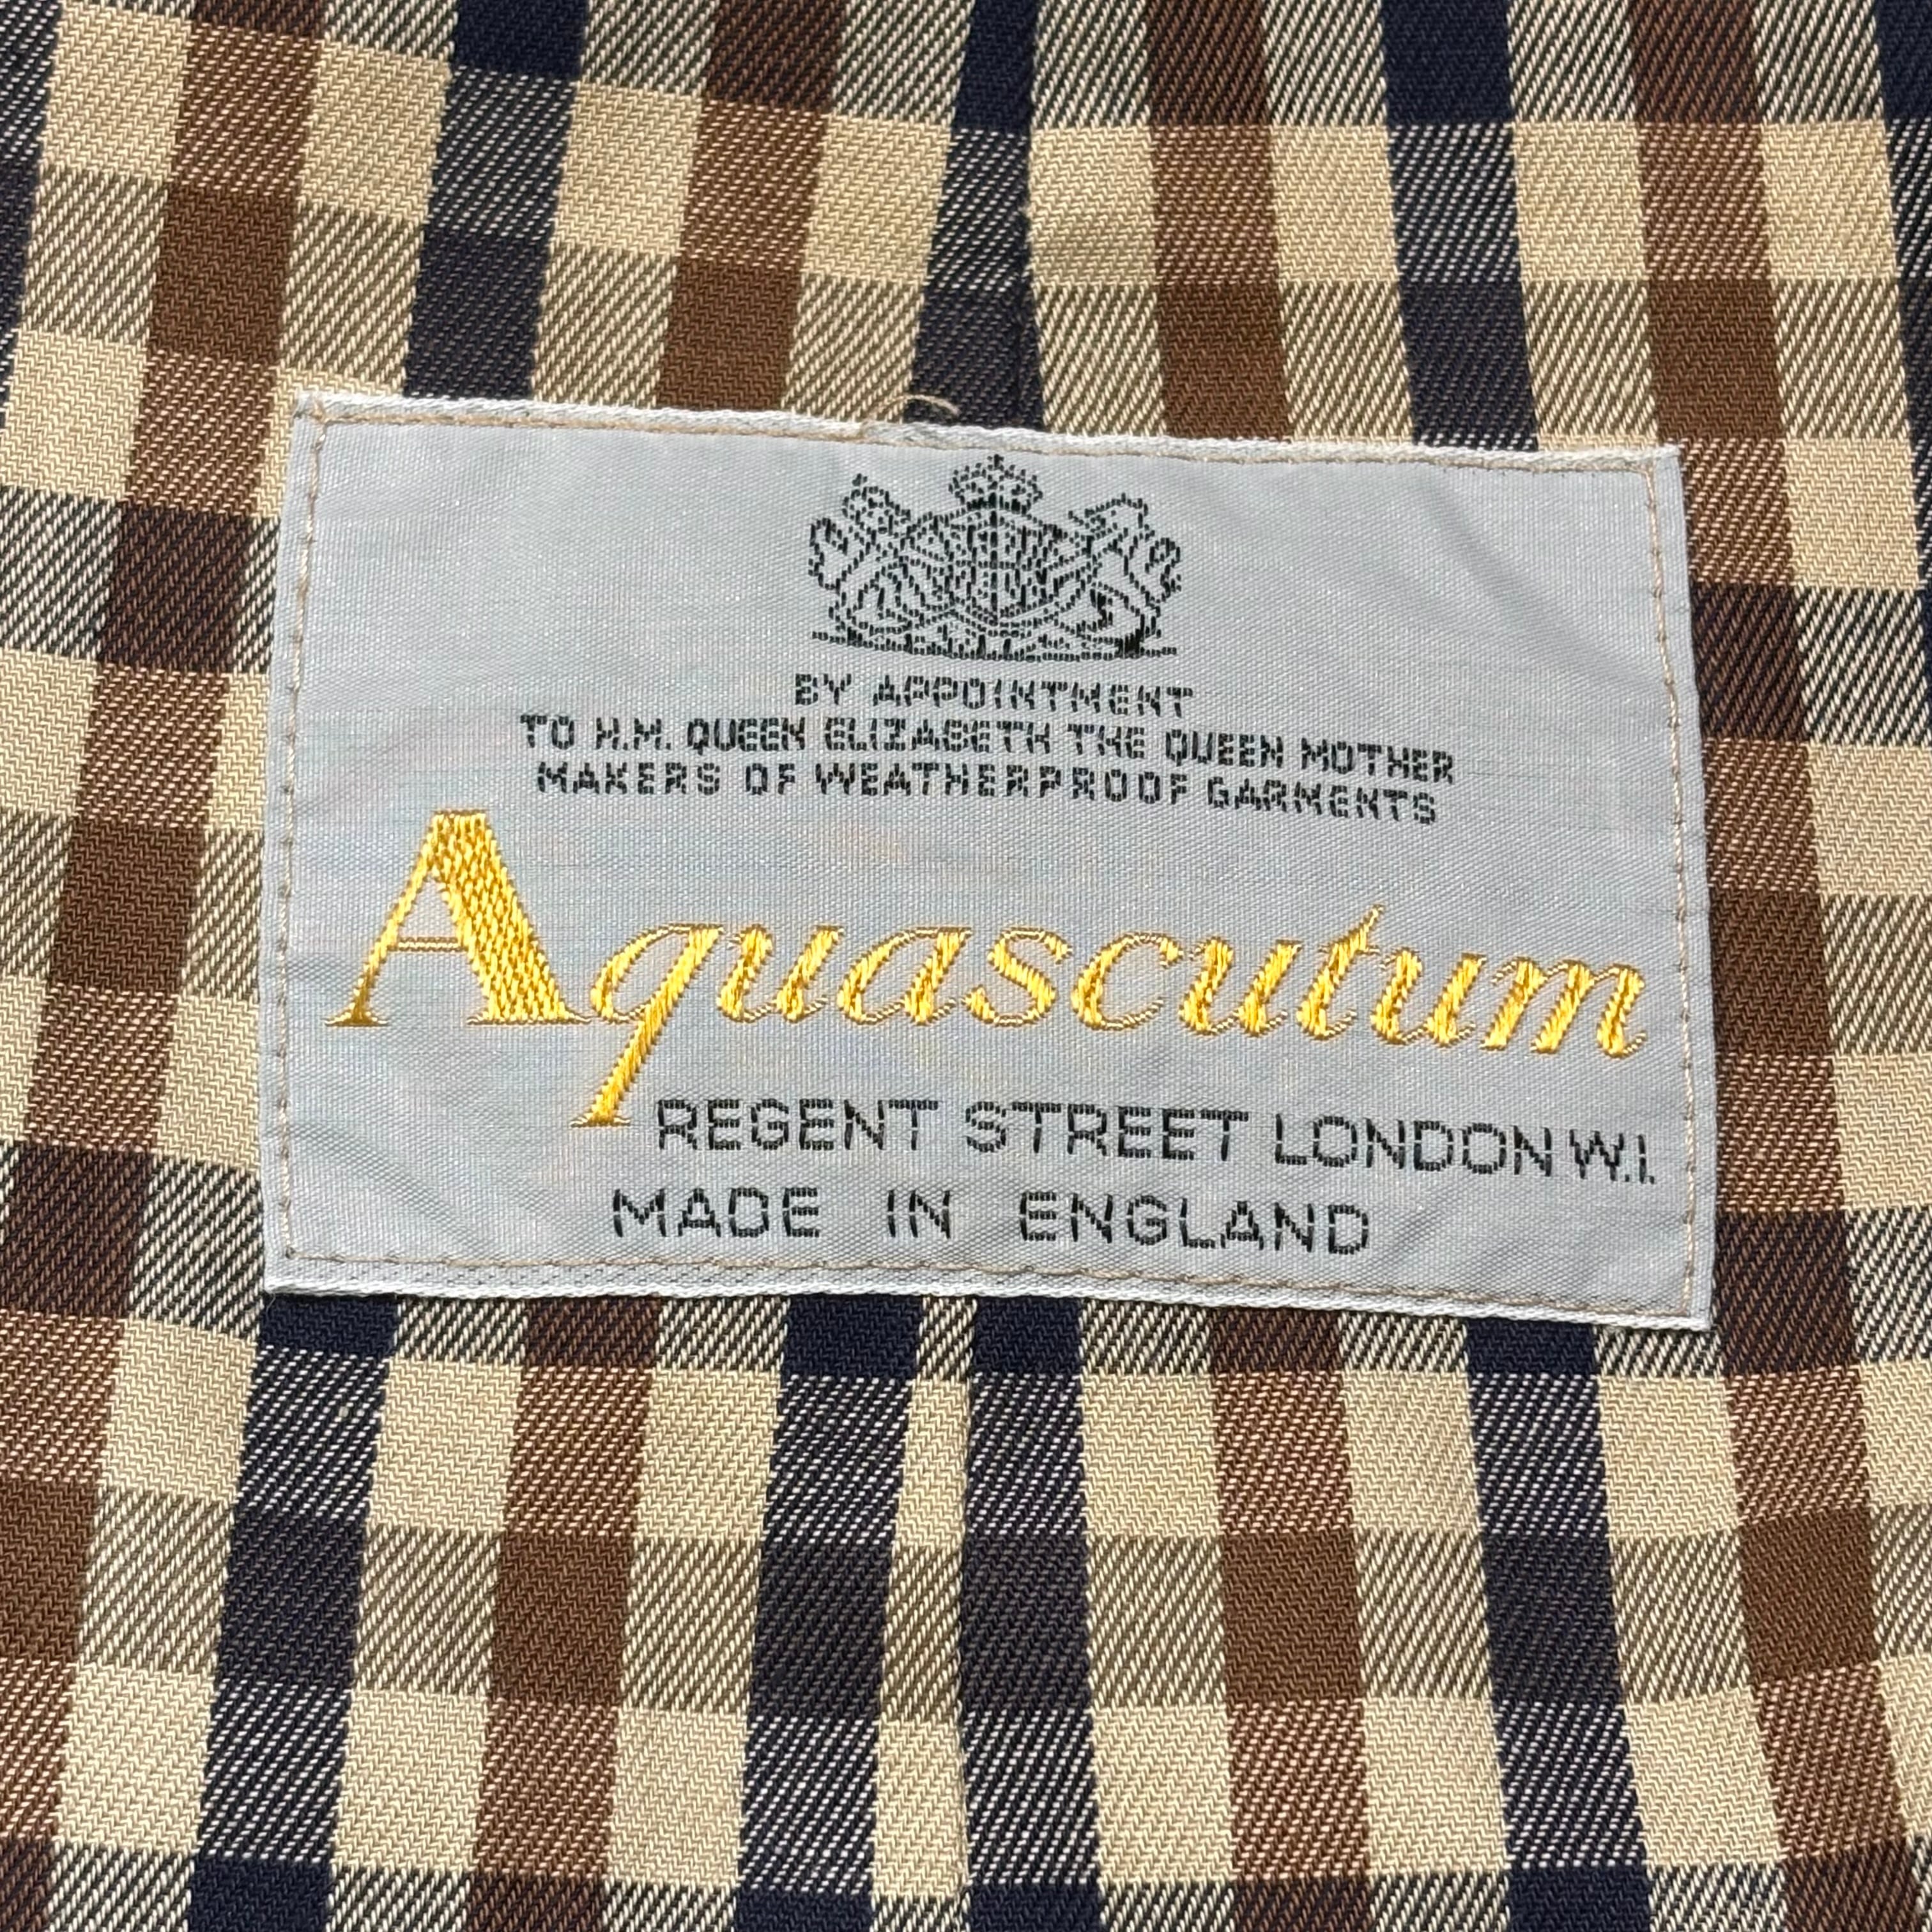 BY APPOINTMENT
TO H.M. QUEEN ELIZABETH THE QUEEN MOTHER
MAKERS OF WEATHERPROOF GARMENTS
Aquascutum
REGENT STREET LONDON W.I.
MADE IN ENGLAND